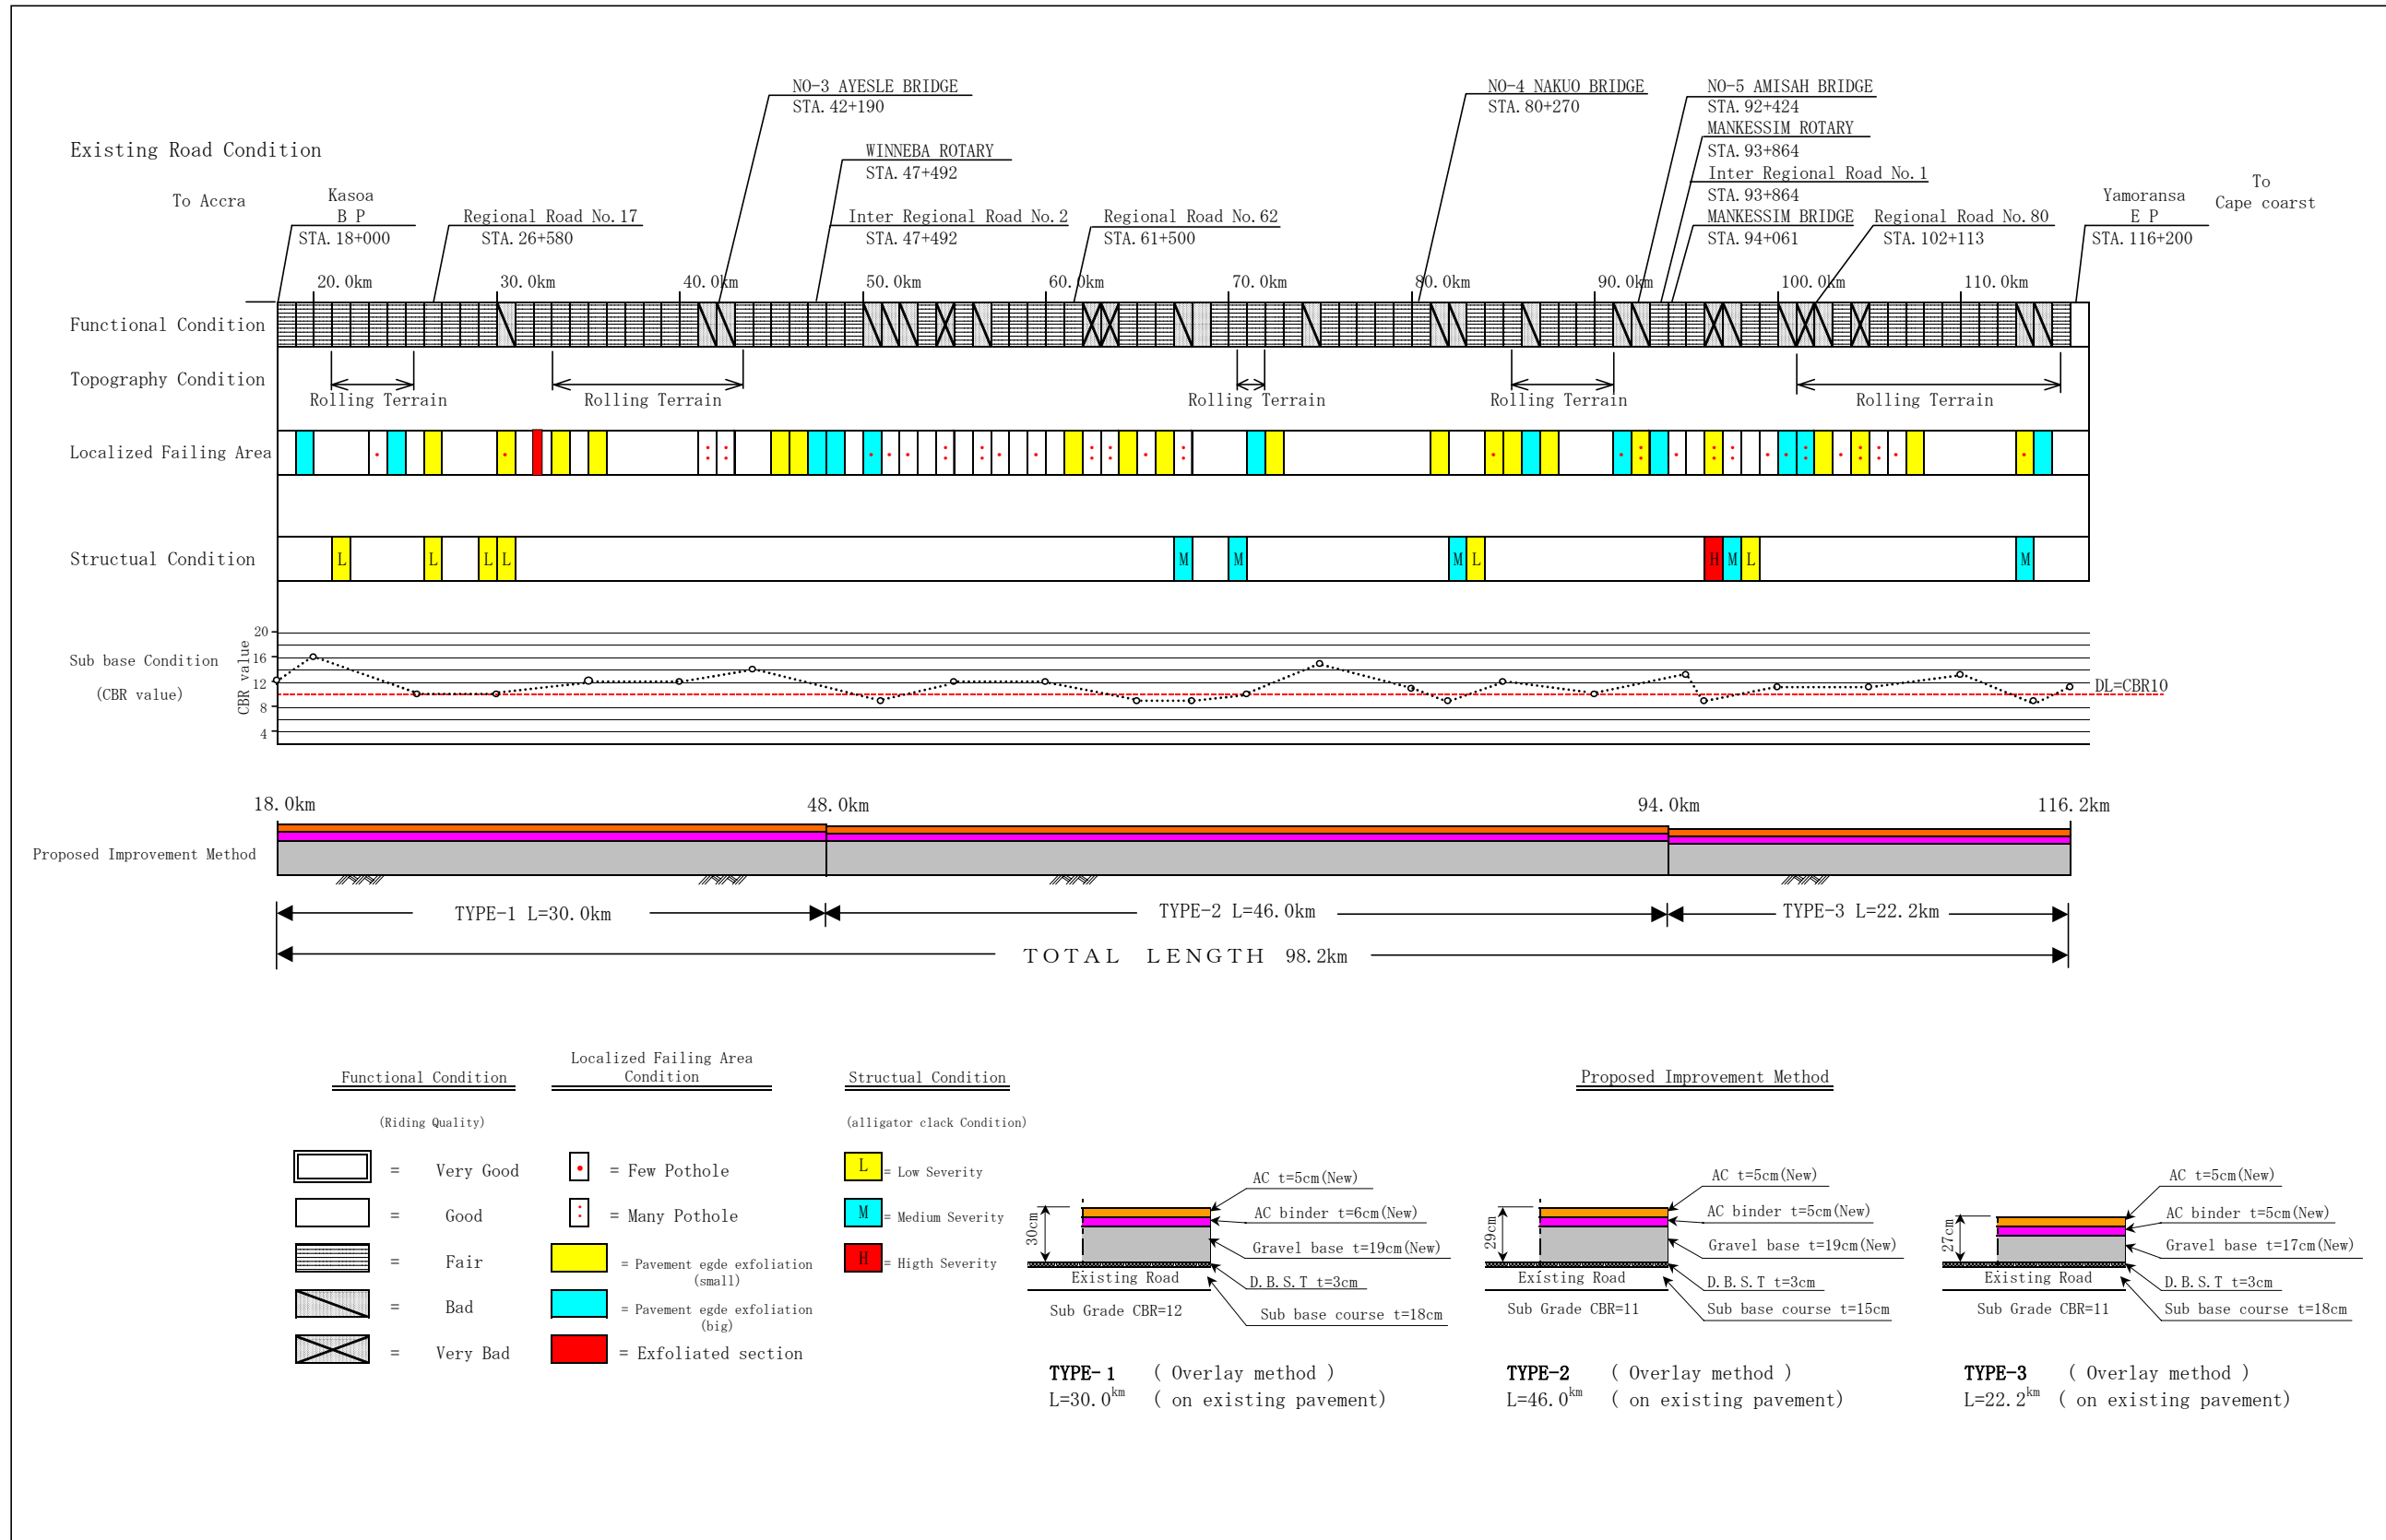 NO-3 AYESLE BRIDGE
STA.42+190
NO-4 NAKUO BRIDGE
STA.80+270
NO-5 AMISAH BRIDGE
STA.92+424
MANKESSIM ROTARY
STA.93+864
Existing Road Condition
WINNEBA ROTARY
STA.47+492
Inter Regional Road No.1
STA.93+864
To Accra
Kasoa
B P
STA.18+000
Regional Road No.17
STA.26+580
Inter Regional Road No.2
STA.47+492
Regional Road No.62
STA.61+500
MANKESSIM BRIDGE
STA.94+061
Regional Road No.80
STA.102+113
Yamoransa
E P
STA.116+200
To
Cape coarst
20.0km 30.0km 40.0km 50.0km 60.0km 70.0km 80.0km 90.0km 100.0km 110.0km
Functional Condition
Topography Condition
Rolling Terrain Rolling Terrain Rolling Terrain Rolling Terrain Rolling Terrain
Localized Failing Area
Structual Condition
L L L L M M M L H M L M
Sub base Condition
(CBR value)
CBR value
20
16
12
8
4
DL=CBR10
18.0km 48.0km 94.0km 116.2km
Proposed Improvement Method
TYPE-1 L=30.0km TYPE-2 L=46.0km TYPE-3 L=22.2km
TOTAL LENGTH 98.2km
Functional Condition
(Riding Quality)
= Very Good
= Good
= Fair
= Bad
= Very Bad
Localized Failing Area
Condition
= Few Pothole
= Many Pothole
= Pavement egde exfoliation
(small)
= Pavement egde exfoliation
(big)
= Exfoliated section
Structual Condition
(alligator clack Condition)
L = Low Severity
M = Medium Severity
H = Higth Severity
Proposed Improvement Method
30cm
AC t=5cm(New)
AC binder t=6cm(New)
Gravel base t=19cm(New)
Existing Road
D.B.S.T t=3cm
Sub Grade CBR=12
Sub base course t=18cm
TYPE-1 ( Overlay method )
L=30.0km ( on existing pavement)
29cm
AC t=5cm(New)
AC binder t=5cm(New)
Gravel base t=19cm(New)
Existing Road
D.B.S.T t=3cm
Sub Grade CBR=11
Sub base course t=15cm
TYPE-2 ( Overlay method )
L=46.0km ( on existing pavement)
27cm
AC t=5cm(New)
AC binder t=5cm(New)
Gravel base t=17cm(New)
Existing Road
D.B.S.T t=3cm
Sub Grade CBR=11
Sub base course t=18cm
TYPE-3 ( Overlay method )
L=22.2km ( on existing pavement)